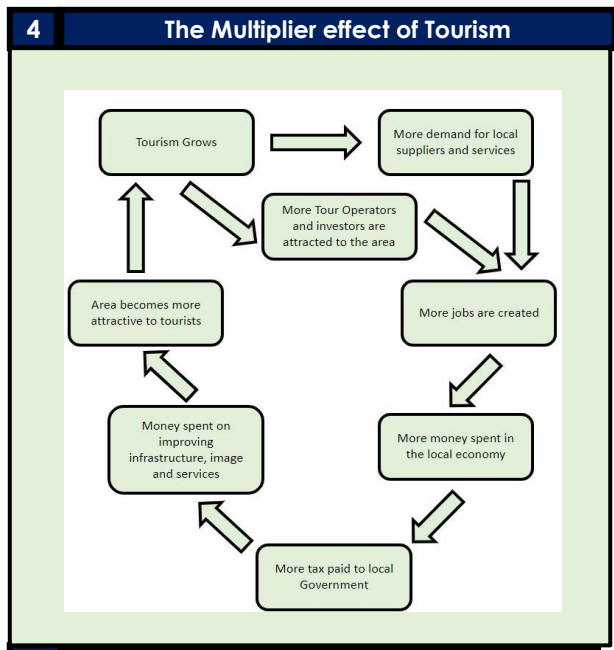 4 The Multiplier effect of Tourism
Tourism Grows
More demand for local
suppliers and services
More Tour Operators
and investors are
attracted to the area
Area becomes more
attractive to tourists
More jobs are created
Money spent on
improving
infrastructure, image
and services
More money spent in
the local economy
More tax paid to local
Government